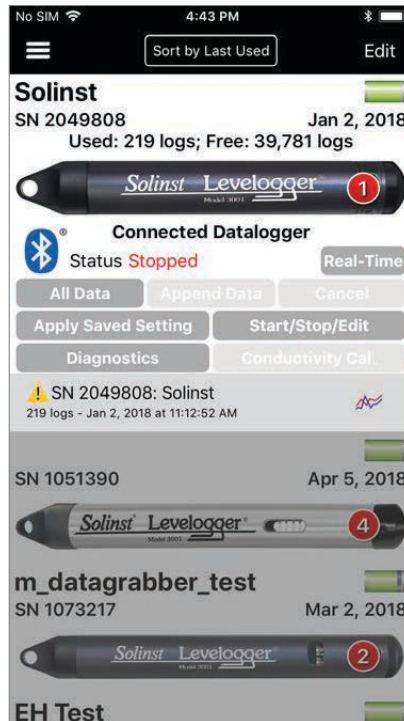 No SIM 4:43 PM
Sort by Last Used Edit
Solinst
SN 2049808 Jan 2, 2018
Used: 219 logs; Free: 39,781 logs
Solinst Levelogger® 1
Model 3001
Connected Datalogger
® Status Stopped Real-Time
All Data Append Data Cancel
Apply Saved Setting Start/Stop/Edit
Diagnostics Conductivity Cal.
SN 2049808: Solinst
219 logs - Jan 2, 2018 at 11:12:52 AM
SN 1051390 Apr 5, 2018
Solinst® Levelogger® 4
Model 3001
m_datagrabber_test
SN 1073217 Mar 2, 2018
Solinst Levelogger® 2
Model 3001
EH Test